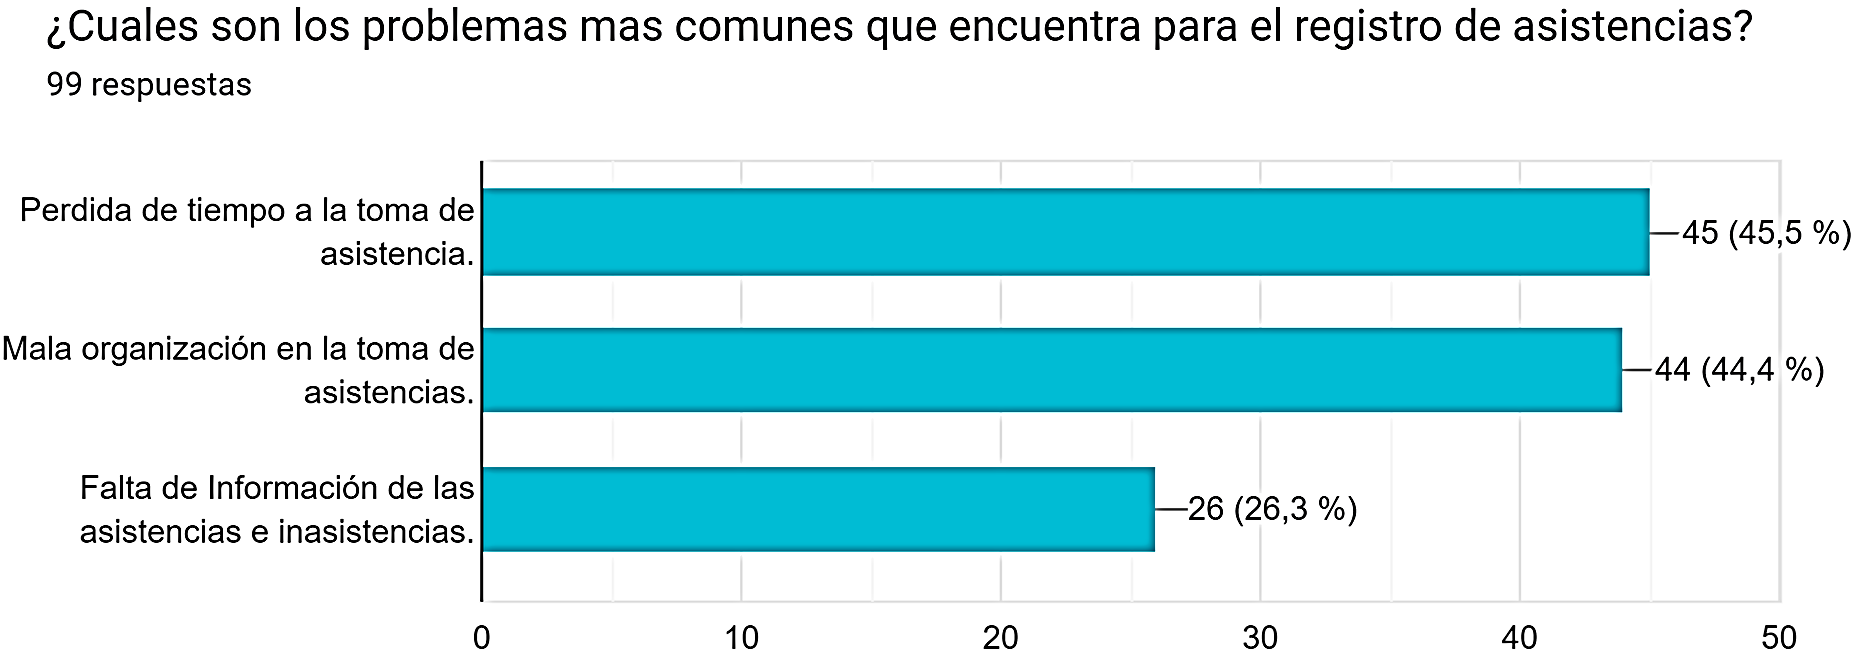 ¿Cuales son los problemas mas comunes que encuentra para el registro de asistencias?
99 respuestas
Perdida de tiempo a la toma de
asistencia.
45 (45,5 %)
Mala organización en la toma de
asistencias.
44 (44,4 %)
Falta de Información de las
asistencias e inasistencias.
26 (26,3 %)
0 10 20 30 40 50